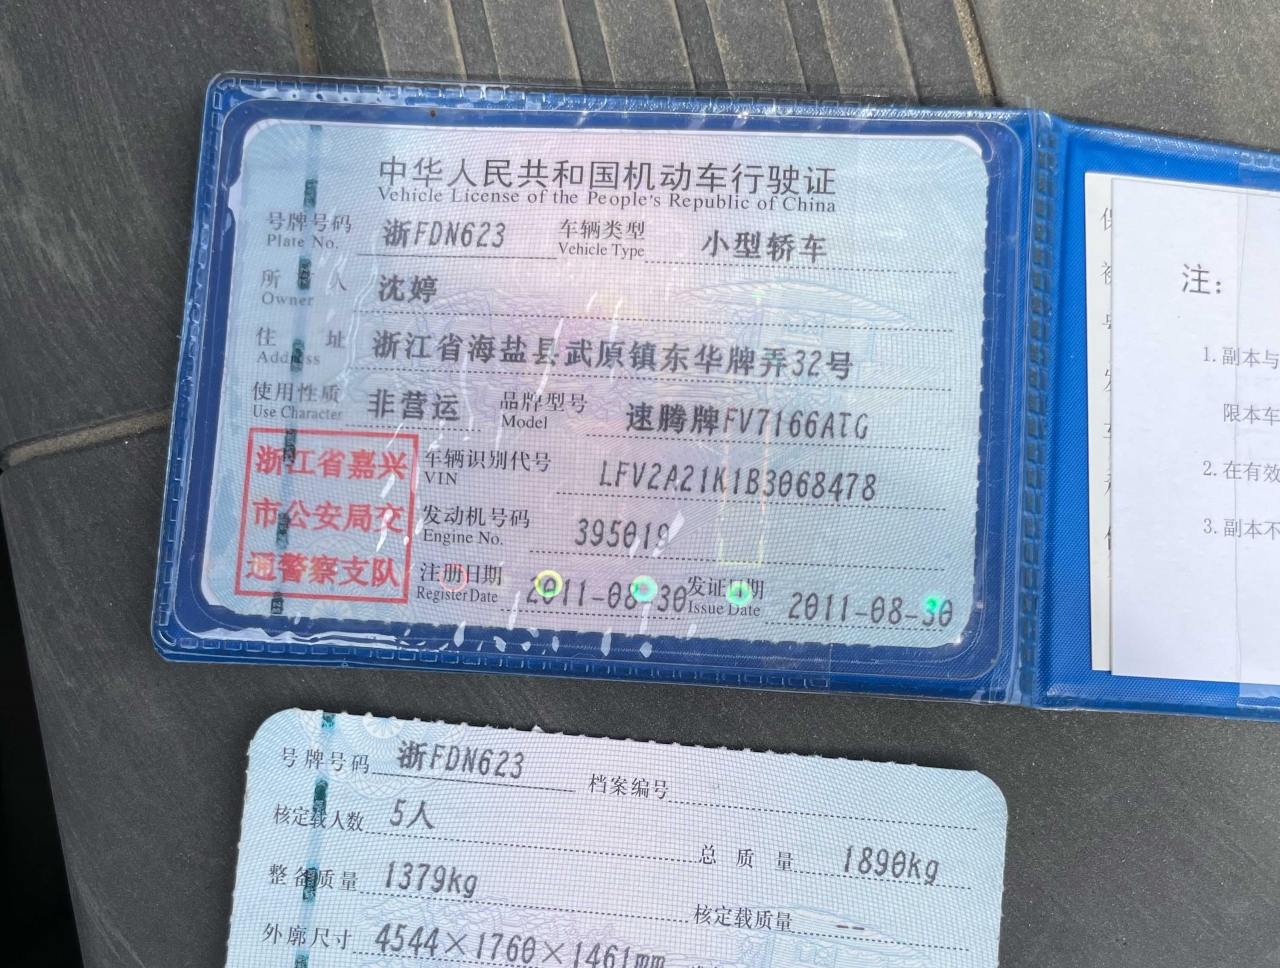 中华人民共和国机动车行驶证
Vehicle License of the People's Republic of China
号牌号码 浙FDN623 车辆类型 小型轿车
Plate No. Vehicle Type
所有人 沈婷
Owner
住址 浙江省海盐县武原镇东华牌弄32号
Address
使用性质 非营运 品牌型号 速腾牌FV7166ATG
Use Character Model
浙江省嘉兴
市公安局交
通警察支队
车辆识别代号 LFV2A21K1B3068478
VIN
发动机号码 395019
Engine No.
注册日期 2011-08-30 发证日期 2011-08-30
Register Date Issue Date
注：
1.副本与
限本车
2.在有效
3.副本不
号牌号码 浙FDN623 档案编号
核定载人数 5人 总质量 1890kg
整备质量 1379kg 核定载质量 --
外廓尺寸 4544×1760×1461mm